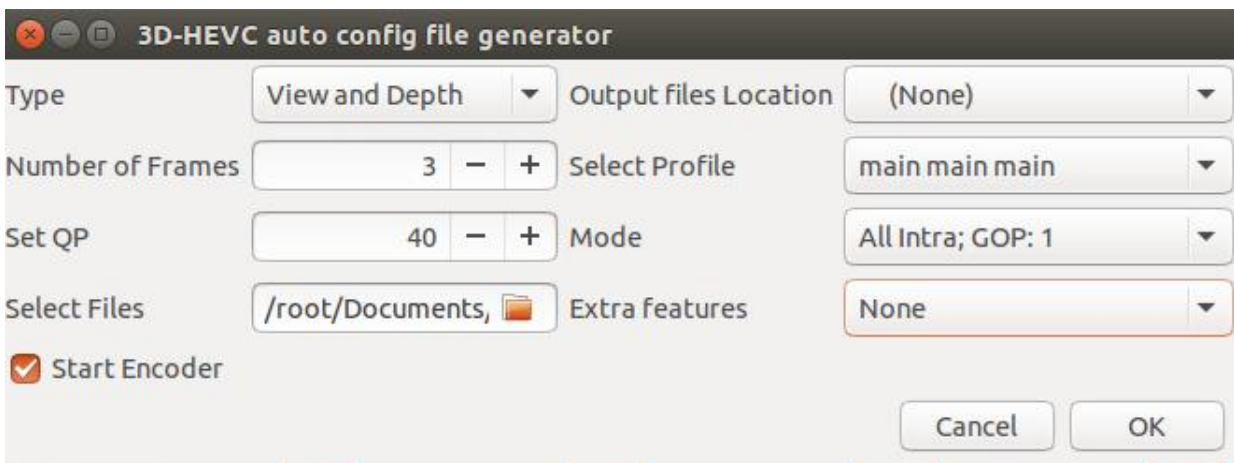 3D-HEVC auto config file generator
Type View and Depth Output files Location (None)
Number of Frames 3 − + Select Profile main main main
Set QP 40 − + Mode All Intra; GOP: 1
Select Files /root/Documents, Extra features None
Start Encoder
Cancel OK